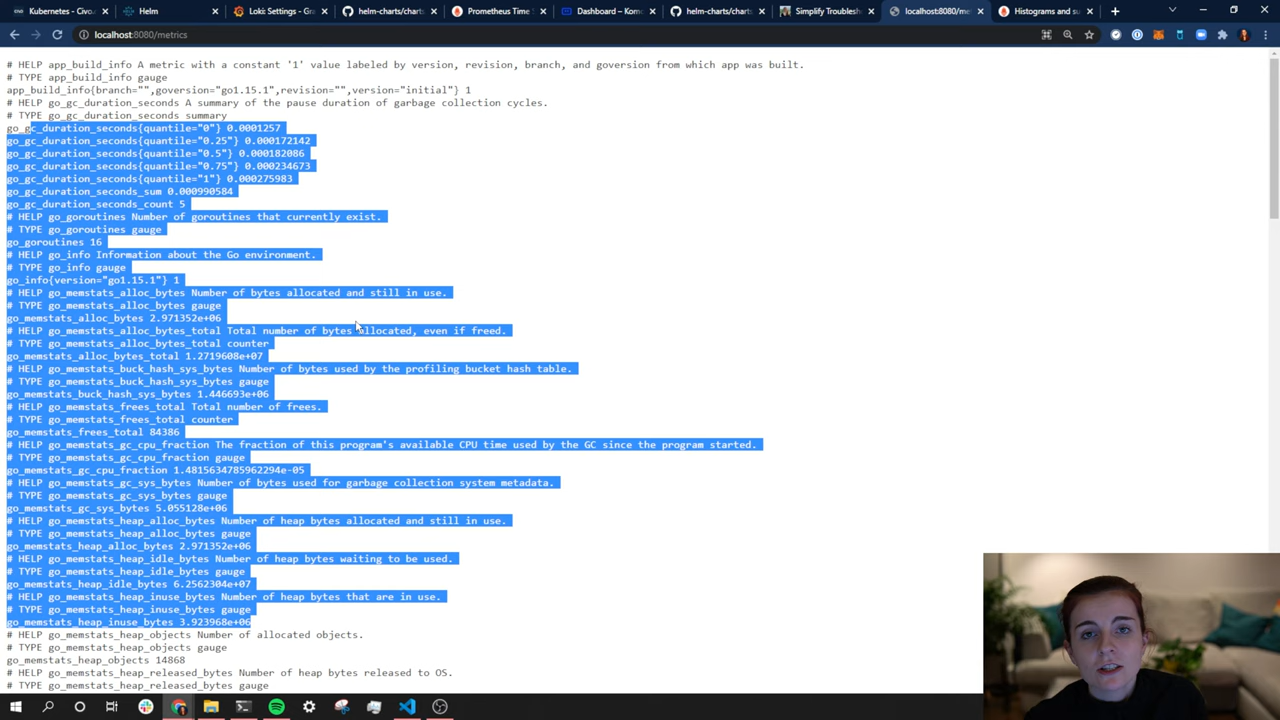 Kubernetes - Civo.c
Helm
Loki: Settings - Gra
helm-charts/charts
Prometheus Time S
Dashboard – Kom
helm-charts/charts
Simplify Troublesh
localhost:8080/met
Histograms and su
localhost:8080/metrics
# HELP app_build_info A metric with a constant '1' value labeled by version, revision, branch, and goversion from which app was built.
# TYPE app_build_info gauge
app_build_info{branch="",goversion="go1.15.1",revision="",version="initial"} 1
# HELP go_gc_duration_seconds A summary of the pause duration of garbage collection cycles.
# TYPE go_gc_duration_seconds summary
go_gc_duration_seconds{quantile="0"} 0.0001257
go_gc_duration_seconds{quantile="0.25"} 0.000172142
go_gc_duration_seconds{quantile="0.5"} 0.000182086
go_gc_duration_seconds{quantile="0.75"} 0.000234673
go_gc_duration_seconds{quantile="1"} 0.000275983
go_gc_duration_seconds_sum 0.000990584
go_gc_duration_seconds_count 5
# HELP go_goroutines Number of goroutines that currently exist.
# TYPE go_goroutines gauge
go_goroutines 16
# HELP go_info Information about the Go environment.
# TYPE go_info gauge
go_info{version="go1.15.1"} 1
# HELP go_memstats_alloc_bytes Number of bytes allocated and still in use.
# TYPE go_memstats_alloc_bytes gauge
go_memstats_alloc_bytes 2.971352e+06
# HELP go_memstats_alloc_bytes_total Total number of bytes allocated, even if freed.
# TYPE go_memstats_alloc_bytes_total counter
go_memstats_alloc_bytes_total 1.2719608e+07
# HELP go_memstats_buck_hash_sys_bytes Number of bytes used by the profiling bucket hash table.
# TYPE go_memstats_buck_hash_sys_bytes gauge
go_memstats_buck_hash_sys_bytes 1.446693e+06
# HELP go_memstats_frees_total Total number of frees.
# TYPE go_memstats_frees_total counter
go_memstats_frees_total 84386
# HELP go_memstats_gc_cpu_fraction The fraction of this program's available CPU time used by the GC since the program started.
# TYPE go_memstats_gc_cpu_fraction gauge
go_memstats_gc_cpu_fraction 1.4815634785962294e-05
# HELP go_memstats_gc_sys_bytes Number of bytes used for garbage collection system metadata.
# TYPE go_memstats_gc_sys_bytes gauge
go_memstats_gc_sys_bytes 5.055128e+06
# HELP go_memstats_heap_alloc_bytes Number of heap bytes allocated and still in use.
# TYPE go_memstats_heap_alloc_bytes gauge
go_memstats_heap_alloc_bytes 2.971352e+06
# HELP go_memstats_heap_idle_bytes Number of heap bytes waiting to be used.
# TYPE go_memstats_heap_idle_bytes gauge
go_memstats_heap_idle_bytes 6.2562304e+07
# HELP go_memstats_heap_inuse_bytes Number of heap bytes that are in use.
# TYPE go_memstats_heap_inuse_bytes gauge
go_memstats_heap_inuse_bytes 3.923968e+06
# HELP go_memstats_heap_objects Number of allocated objects.
# TYPE go_memstats_heap_objects gauge
go_memstats_heap_objects 14868
# HELP go_memstats_heap_released_bytes Number of heap bytes released to OS.
# TYPE go_memstats_heap_released_bytes gauge